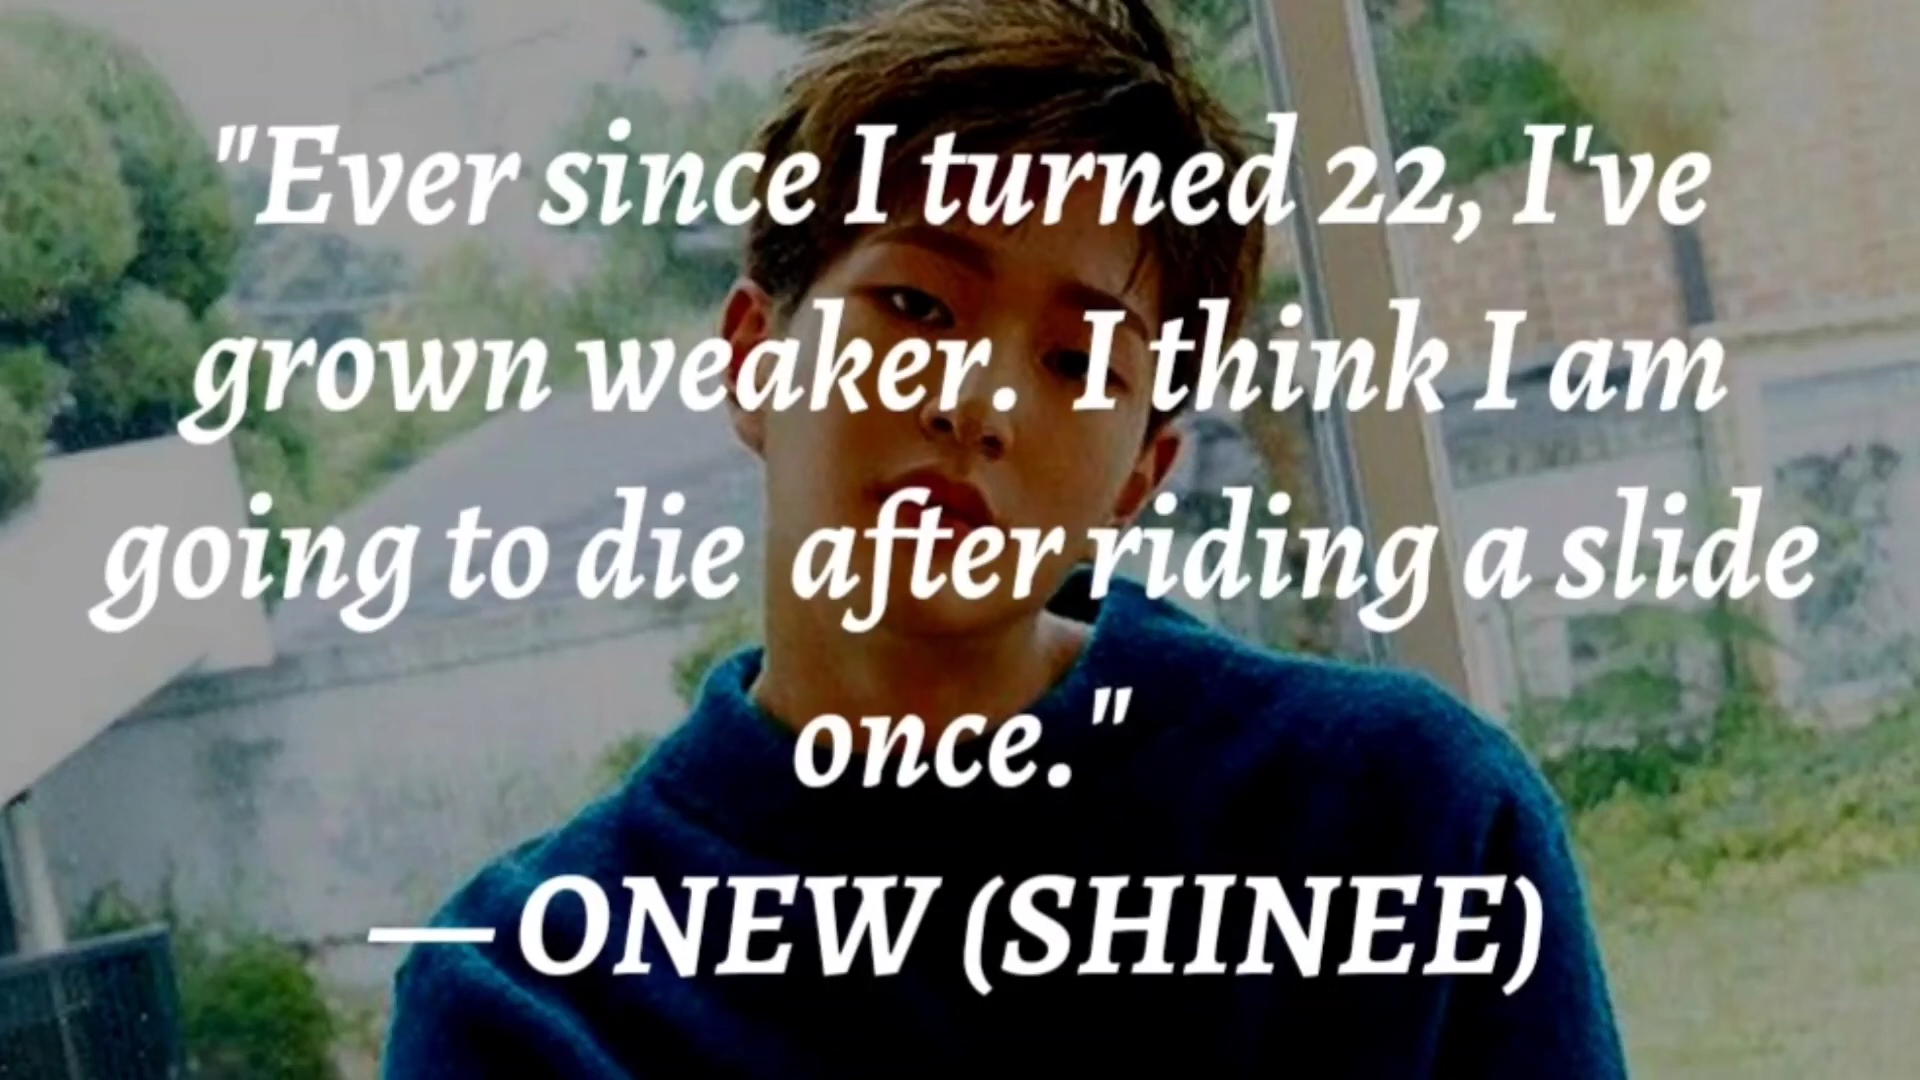 "Ever since I turned 22, I've
grown weaker. I think I am
going to die after riding a slide
once."
— ONEW (SHINEE)